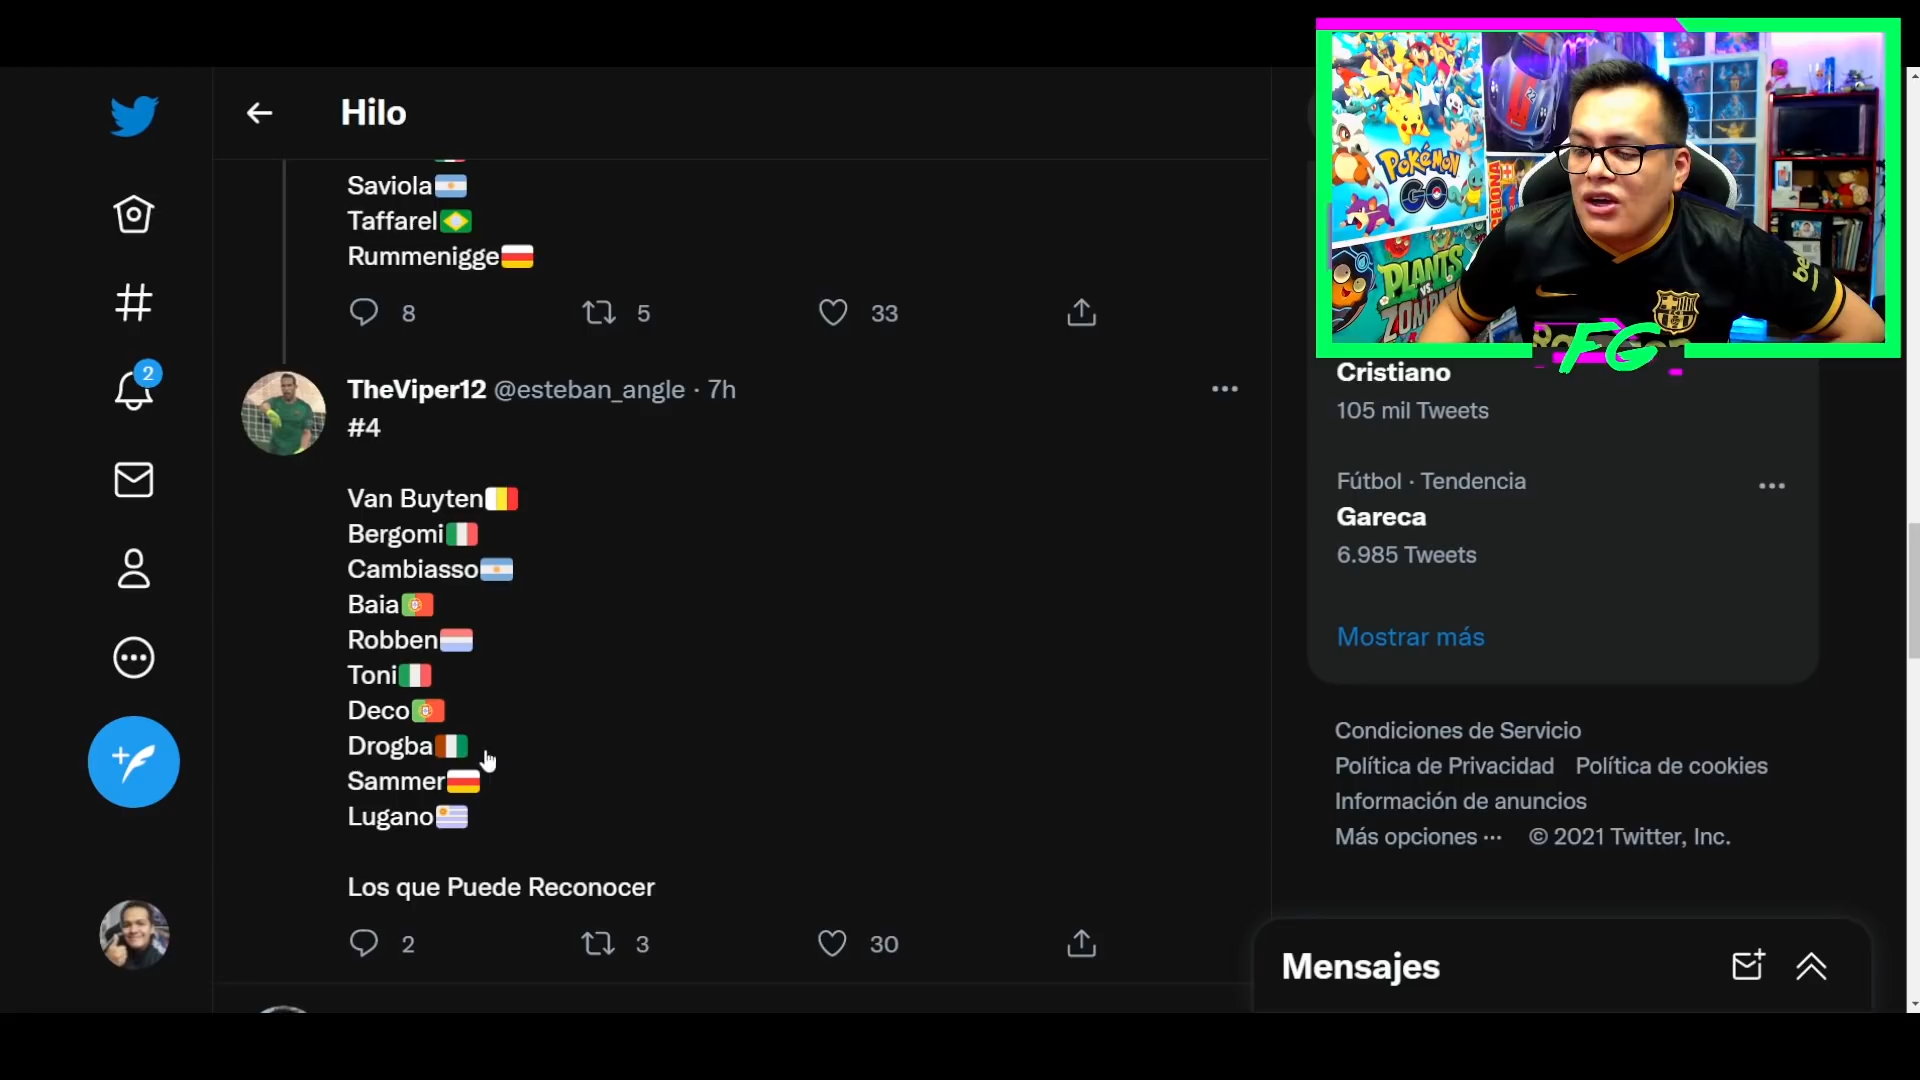 Hilo
Saviola
Taffarel
Rummenigge
8
5
33
TheViper12 @esteban_angle · 7h
#4
Van Buyten
Bergomi
Cambiasso
Baia
Robben
Toni
Deco
Drogba
Sammer
Lugano
Los que Puede Reconocer
2
3
30
2
POKÉMON
GO
PLANTS
VS.
ZOMBIES
22
FG
Cristiano
105 mil Tweets
Fútbol · Tendencia
Gareca
6.985 Tweets
Mostrar más
Condiciones de Servicio
Política de Privacidad Política de cookies
Información de anuncios
Más opciones ··· © 2021 Twitter, Inc.
Mensajes